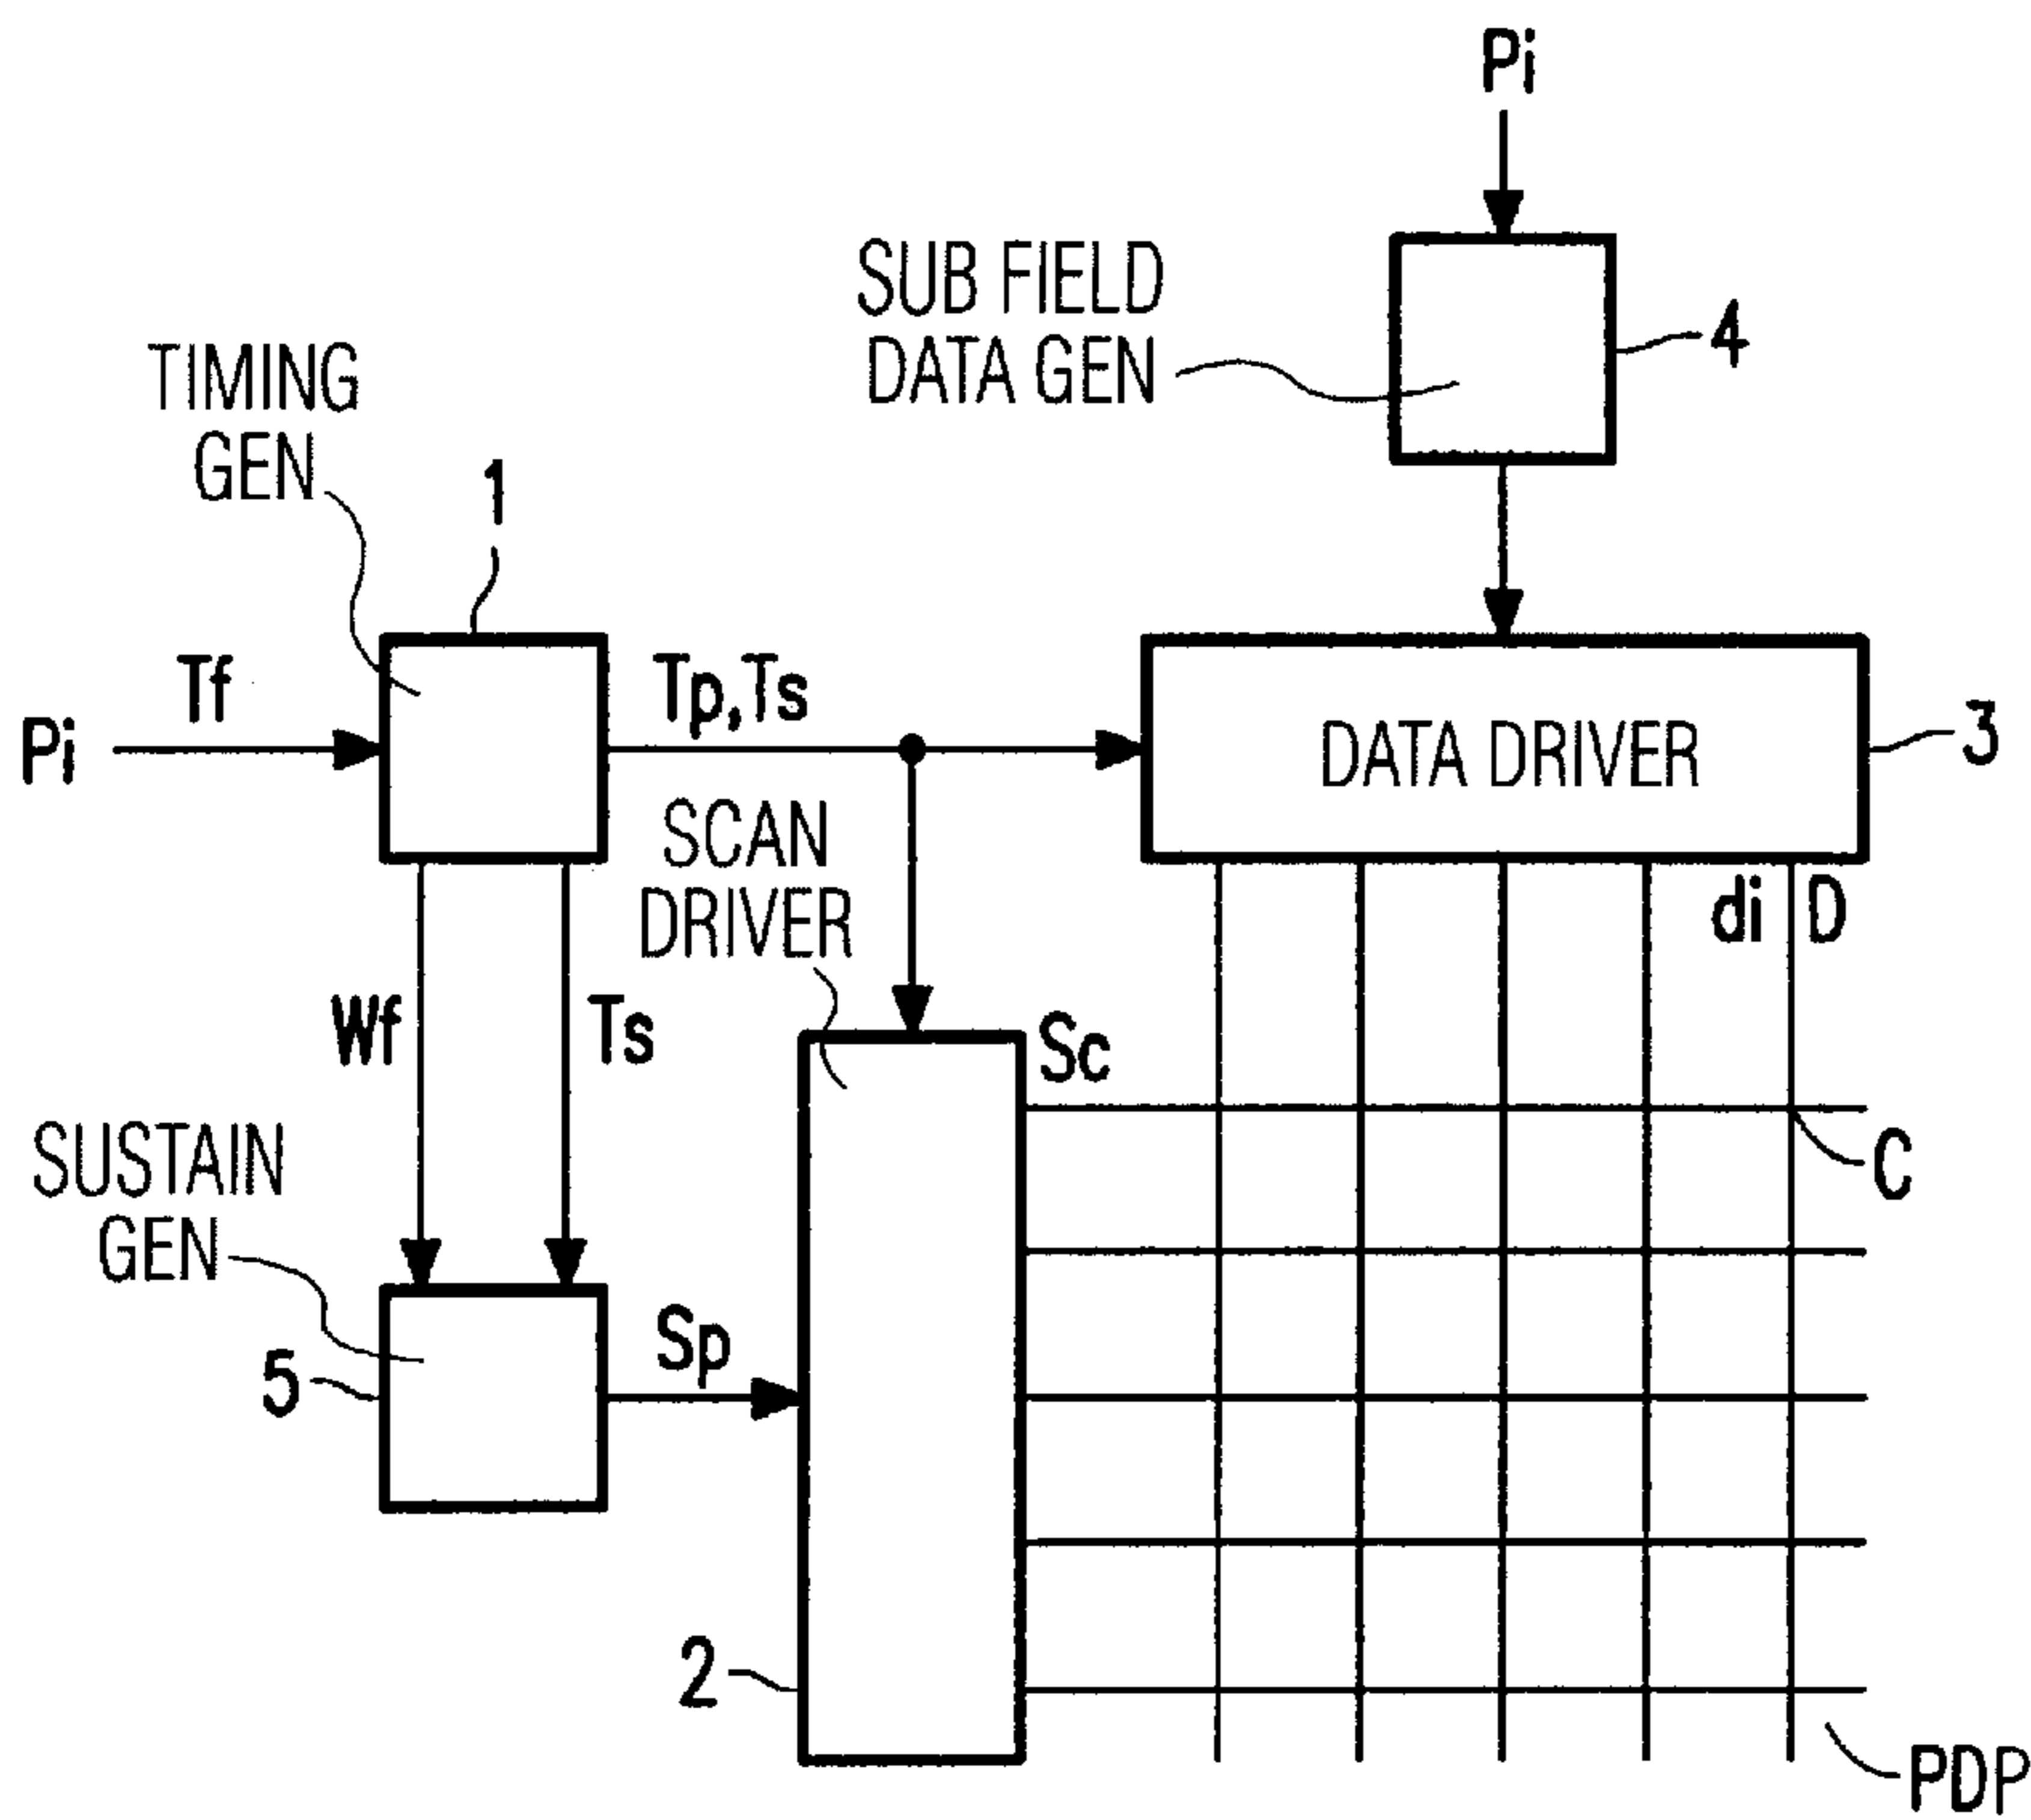 Pi
SUB FIELD
DATA GEN
4
TIMING
GEN
1
Tf
Pi
Tp,Ts
DATA DRIVER
3
SCAN
DRIVER
di
D
Wf
Ts
Sc
C
SUSTAIN
GEN
5
Sp
2
PDP